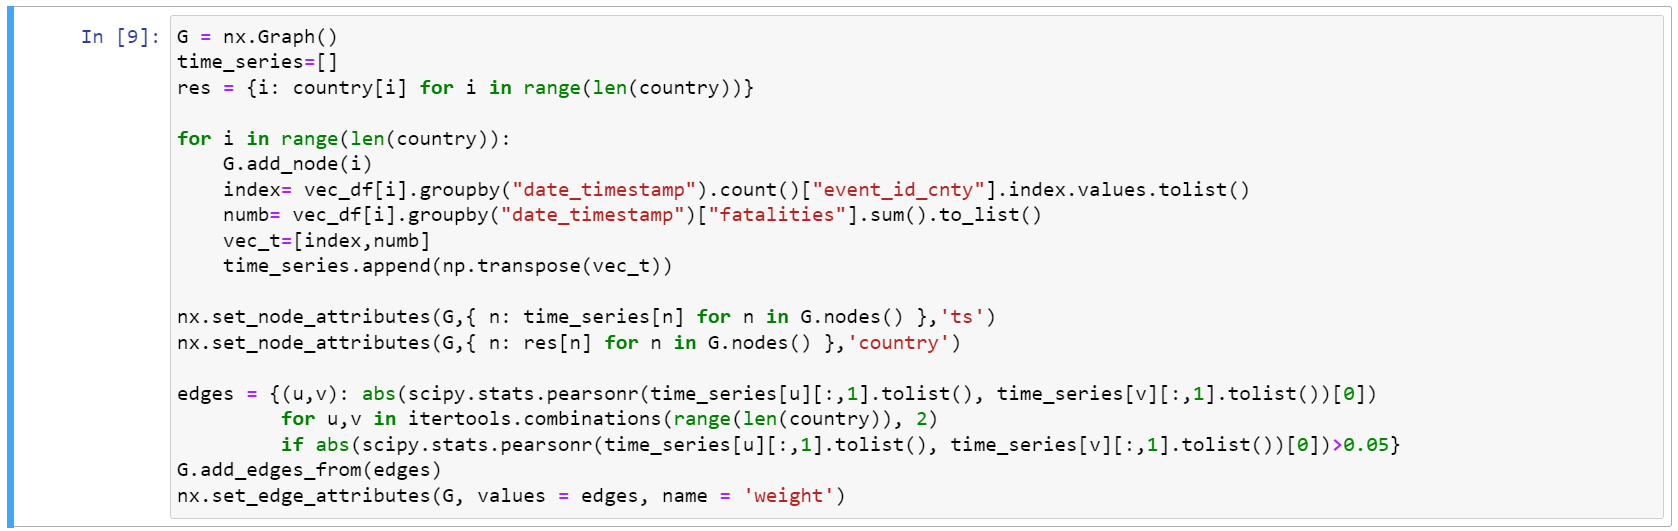 In [9]: G = nx.Graph()
time_series=[]
res = {i: country[i] for i in range(len(country))}

for i in range(len(country)):
    G.add_node(i)
    index= vec_df[i].groupby("date_timestamp").count()["event_id_cnty"].index.values.tolist()
    numb= vec_df[i].groupby("date_timestamp")["fatalities"].sum().to_list()
    vec_t=[index,numb]
    time_series.append(np.transpose(vec_t))

nx.set_node_attributes(G,{ n: time_series[n] for n in G.nodes() },'ts')
nx.set_node_attributes(G,{ n: res[n] for n in G.nodes() },'country')

edges = {(u,v): abs(scipy.stats.pearsonr(time_series[u][:,1].tolist(), time_series[v][:,1].tolist())[0])
         for u,v in itertools.combinations(range(len(country)), 2)
         if abs(scipy.stats.pearsonr(time_series[u][:,1].tolist(), time_series[v][:,1].tolist())[0])>0.05}
G.add_edges_from(edges)
nx.set_edge_attributes(G, values = edges, name = 'weight')